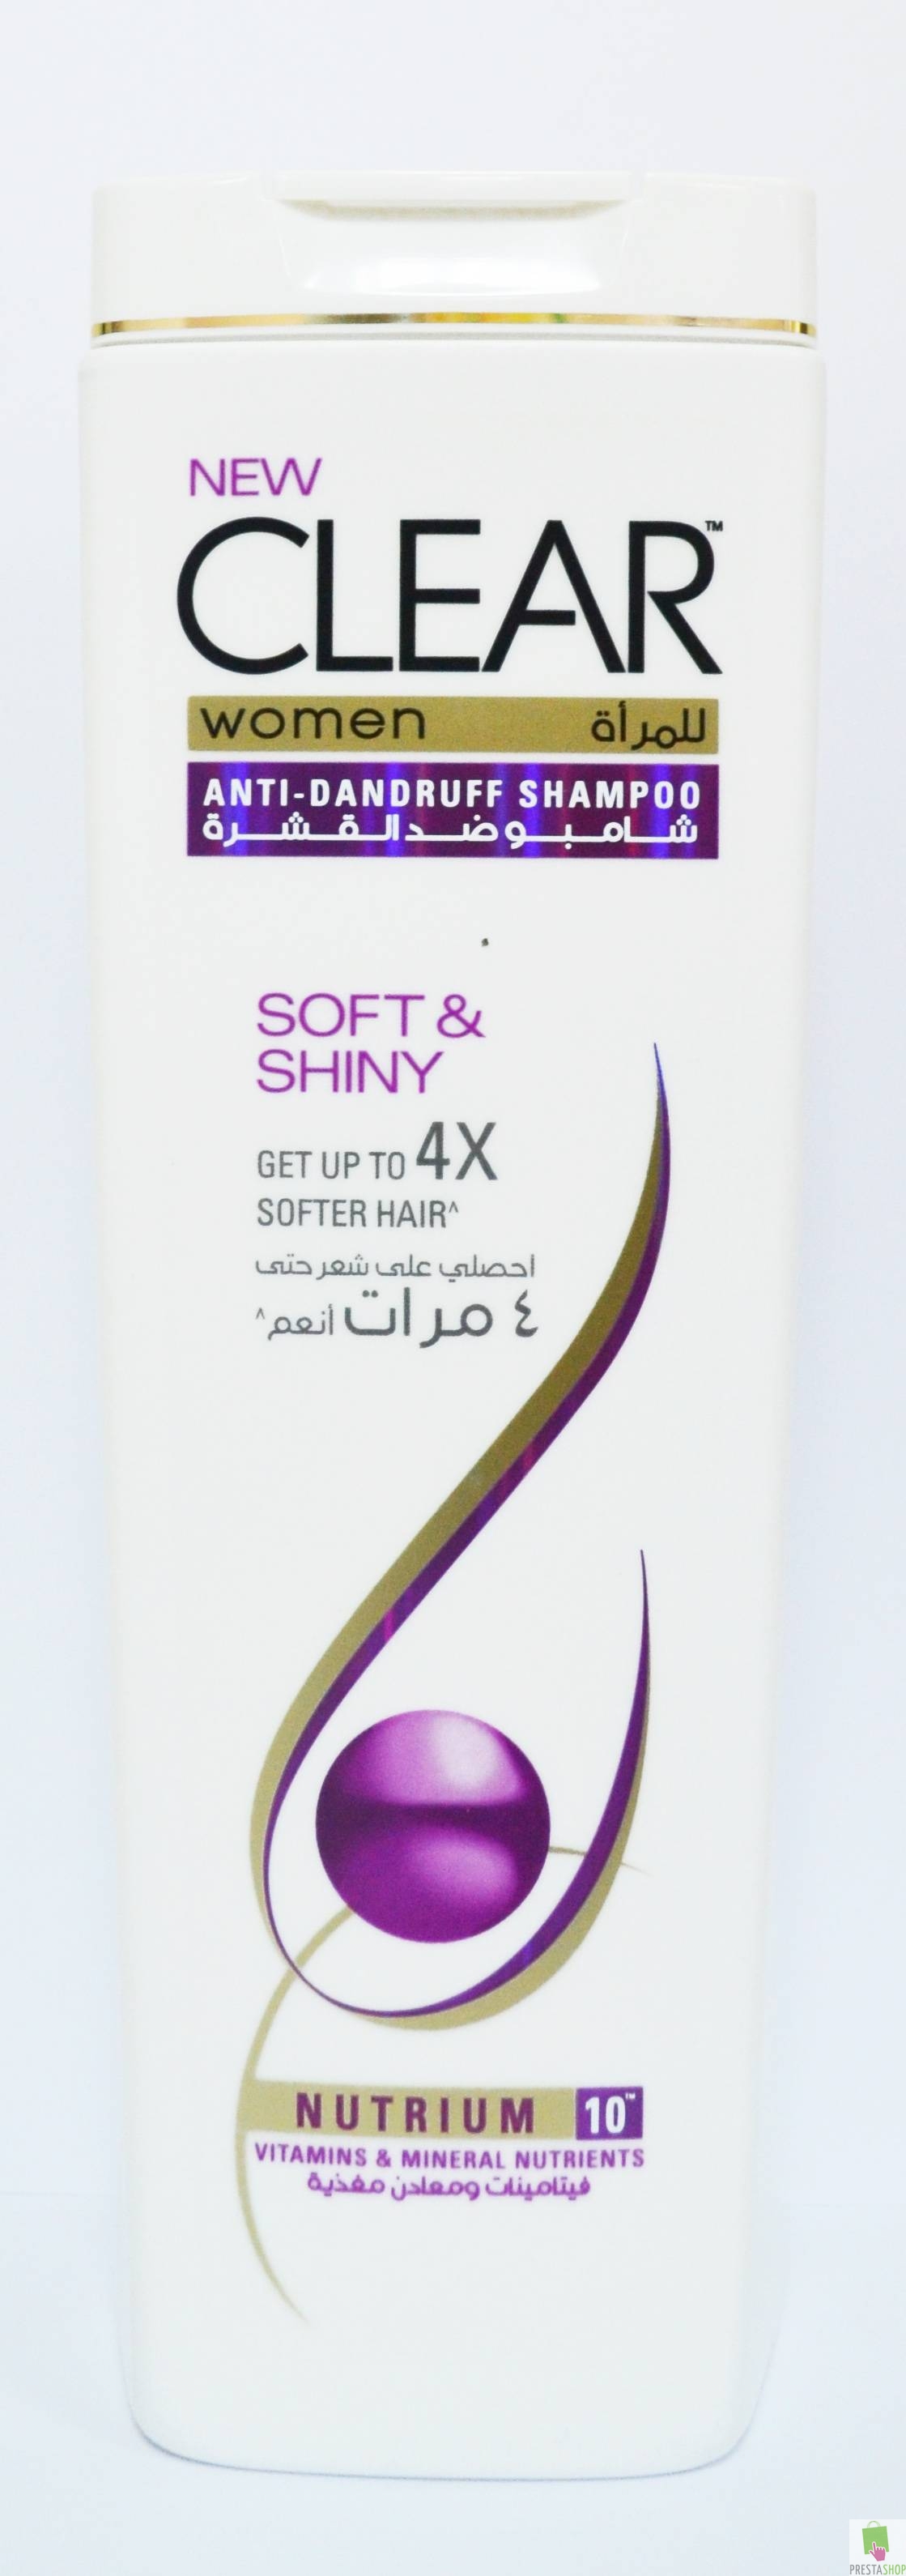 NEW
CLEAR™
women للمرأة
ANTI-DANDRUFF SHAMPOO
شامبو ضد القشرة
SOFT &
SHINY
GET UP TO 4X
SOFTER HAIR^
احصلي على شعر حتى
٤ مرات أنعم^
NUTRIUM 10™
VITAMINS & MINERAL NUTRIENTS
فيتامينات ومعادن مغذية
PRESTASHOP